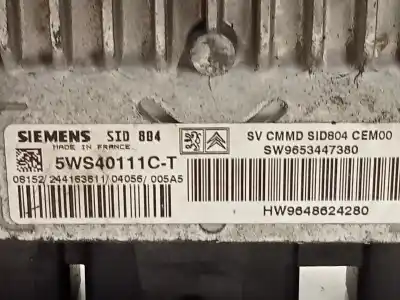 SIEMENS SID 804
MADE IN FRANCE
5WS40111C-T
08152/244163611/04056/005A5
SV CMMD SID804 CEM00
SW9653447380
HW9648624280